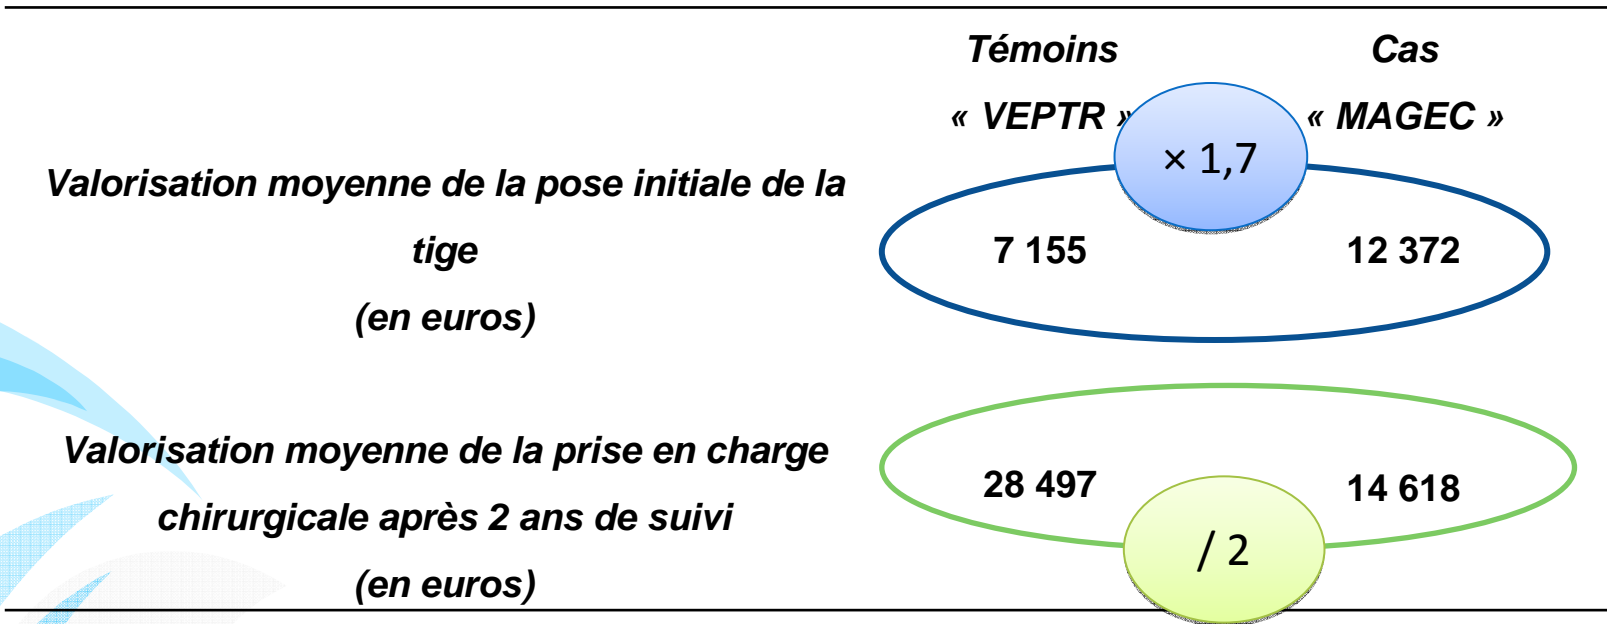 Témoins Cas
« VEPTR » « MAGEC »
× 1,7
Valorisation moyenne de la pose initiale de la
tige
(en euros)
7 155 12 372
Valorisation moyenne de la prise en charge
chirurgicale après 2 ans de suivi
(en euros)
28 497 14 618
/ 2